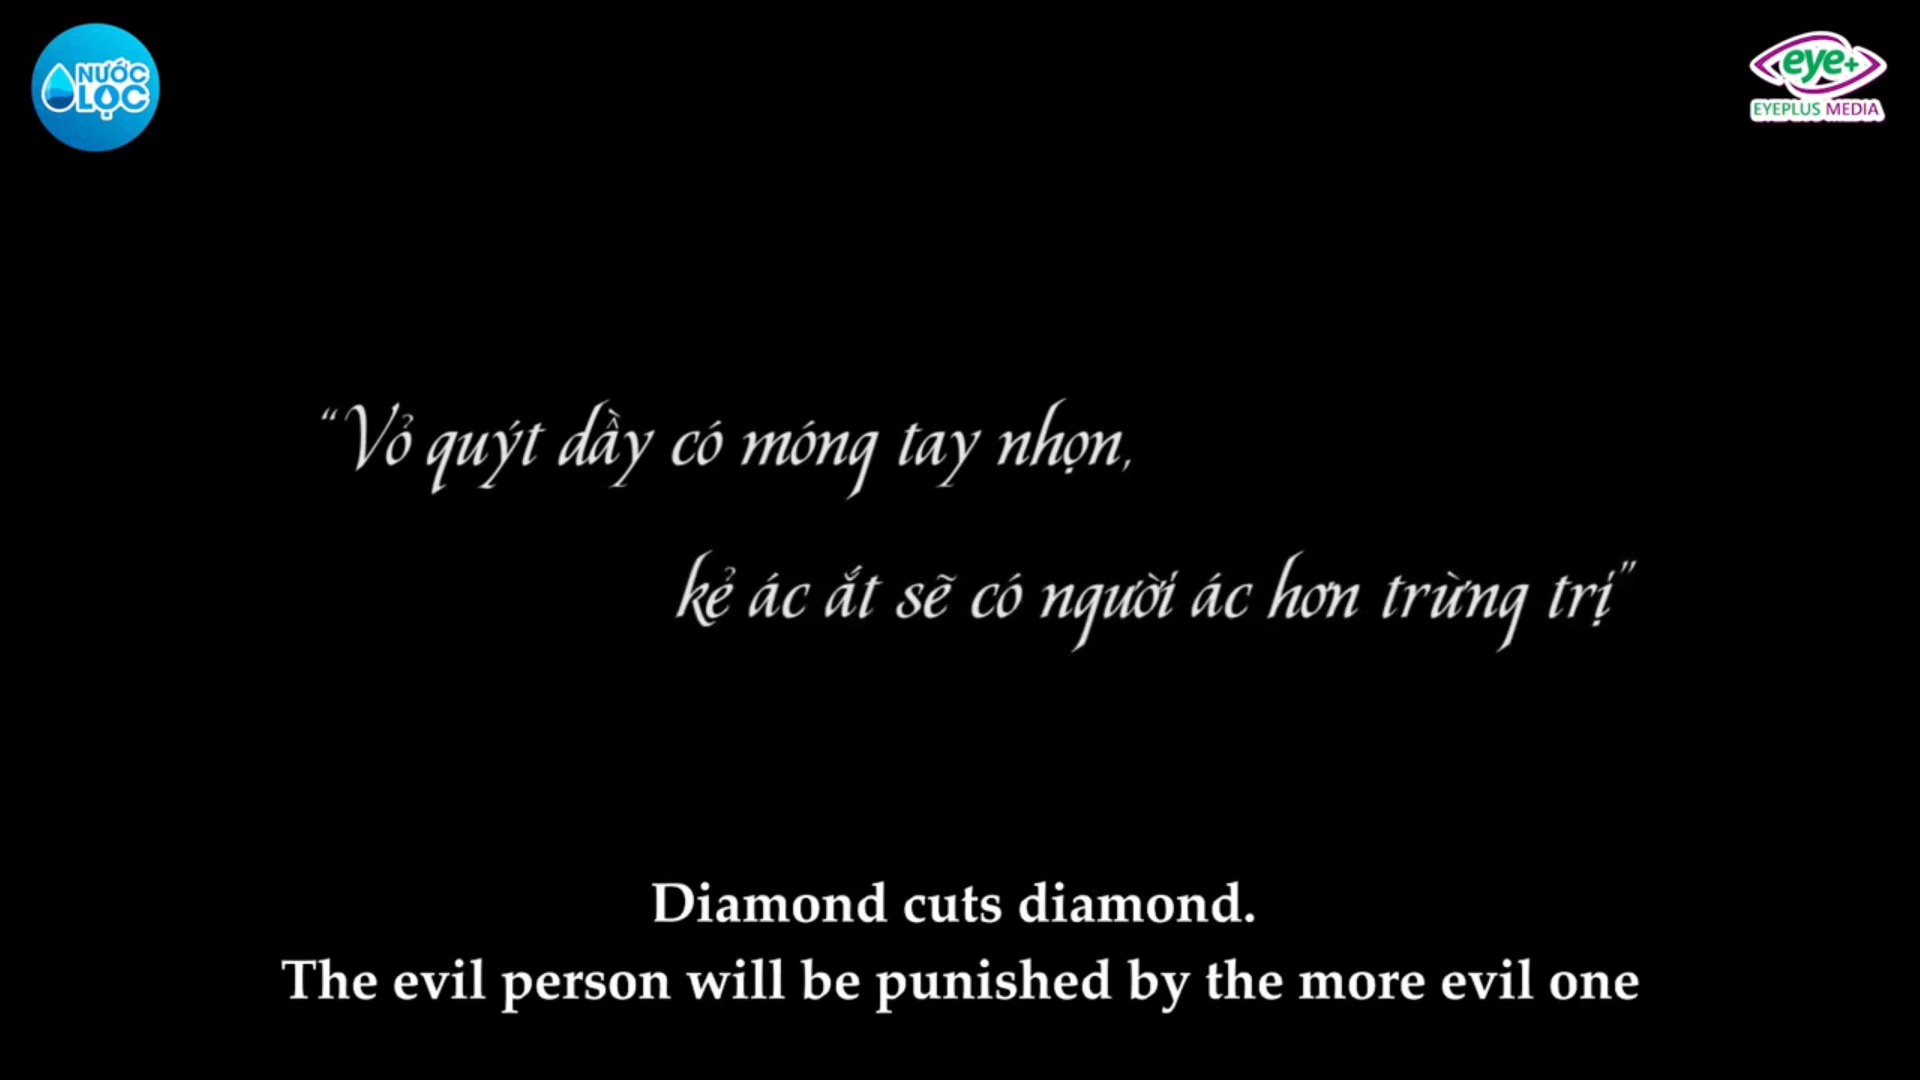 NƯỚC
LỌC
eye+
EYEPLUS MEDIA
“Vỏ quýt dầy có móng tay nhọn,
kẻ ác ắt sẽ có người ác hơn trừng trị”
Diamond cuts diamond.
The evil person will be punished by the more evil one